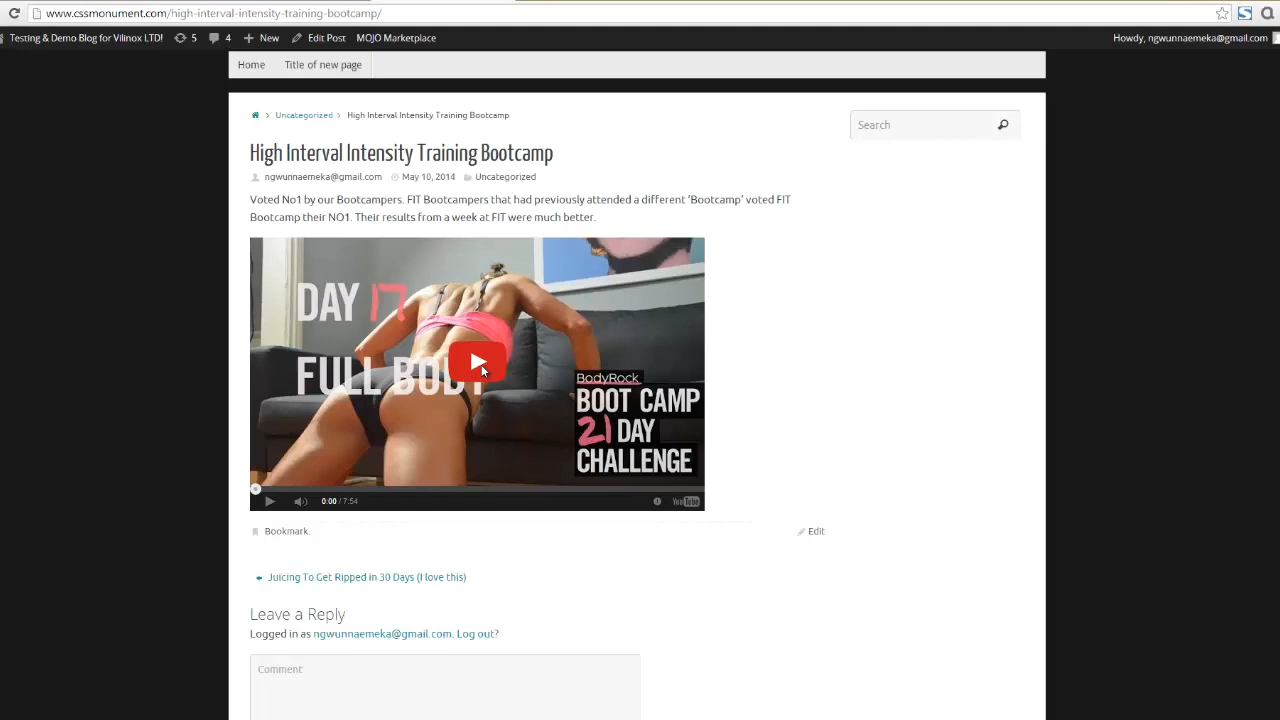 www.cssmonument.com/high-interval-intensity-training-bootcamp/
Testing & Demo Blog for Vilinox LTD! 5 4 New Edit Post MOJO Marketplace Howdy, ngwunnaemeka@gmail.com
Home Title of new page
Uncategorized High Interval Intensity Training Bootcamp
Search
High Interval Intensity Training Bootcamp
ngwunnaemeka@gmail.com May 10, 2014 Uncategorized
Voted No1 by our Bootcampers. FIT Bootcampers that had previously attended a different ‘Bootcamp’ voted FIT
Bootcamp their NO1. Their results from a week at FIT were much better.
DAY 17
FULL BODY
BodyRock
BOOT CAMP
21 DAY
CHALLENGE
0:00 / 7:54 YouTube
Bookmark. Edit
Juicing To Get Ripped in 30 Days (I love this)
Leave a Reply
Logged in as ngwunnaemeka@gmail.com. Log out?
Comment